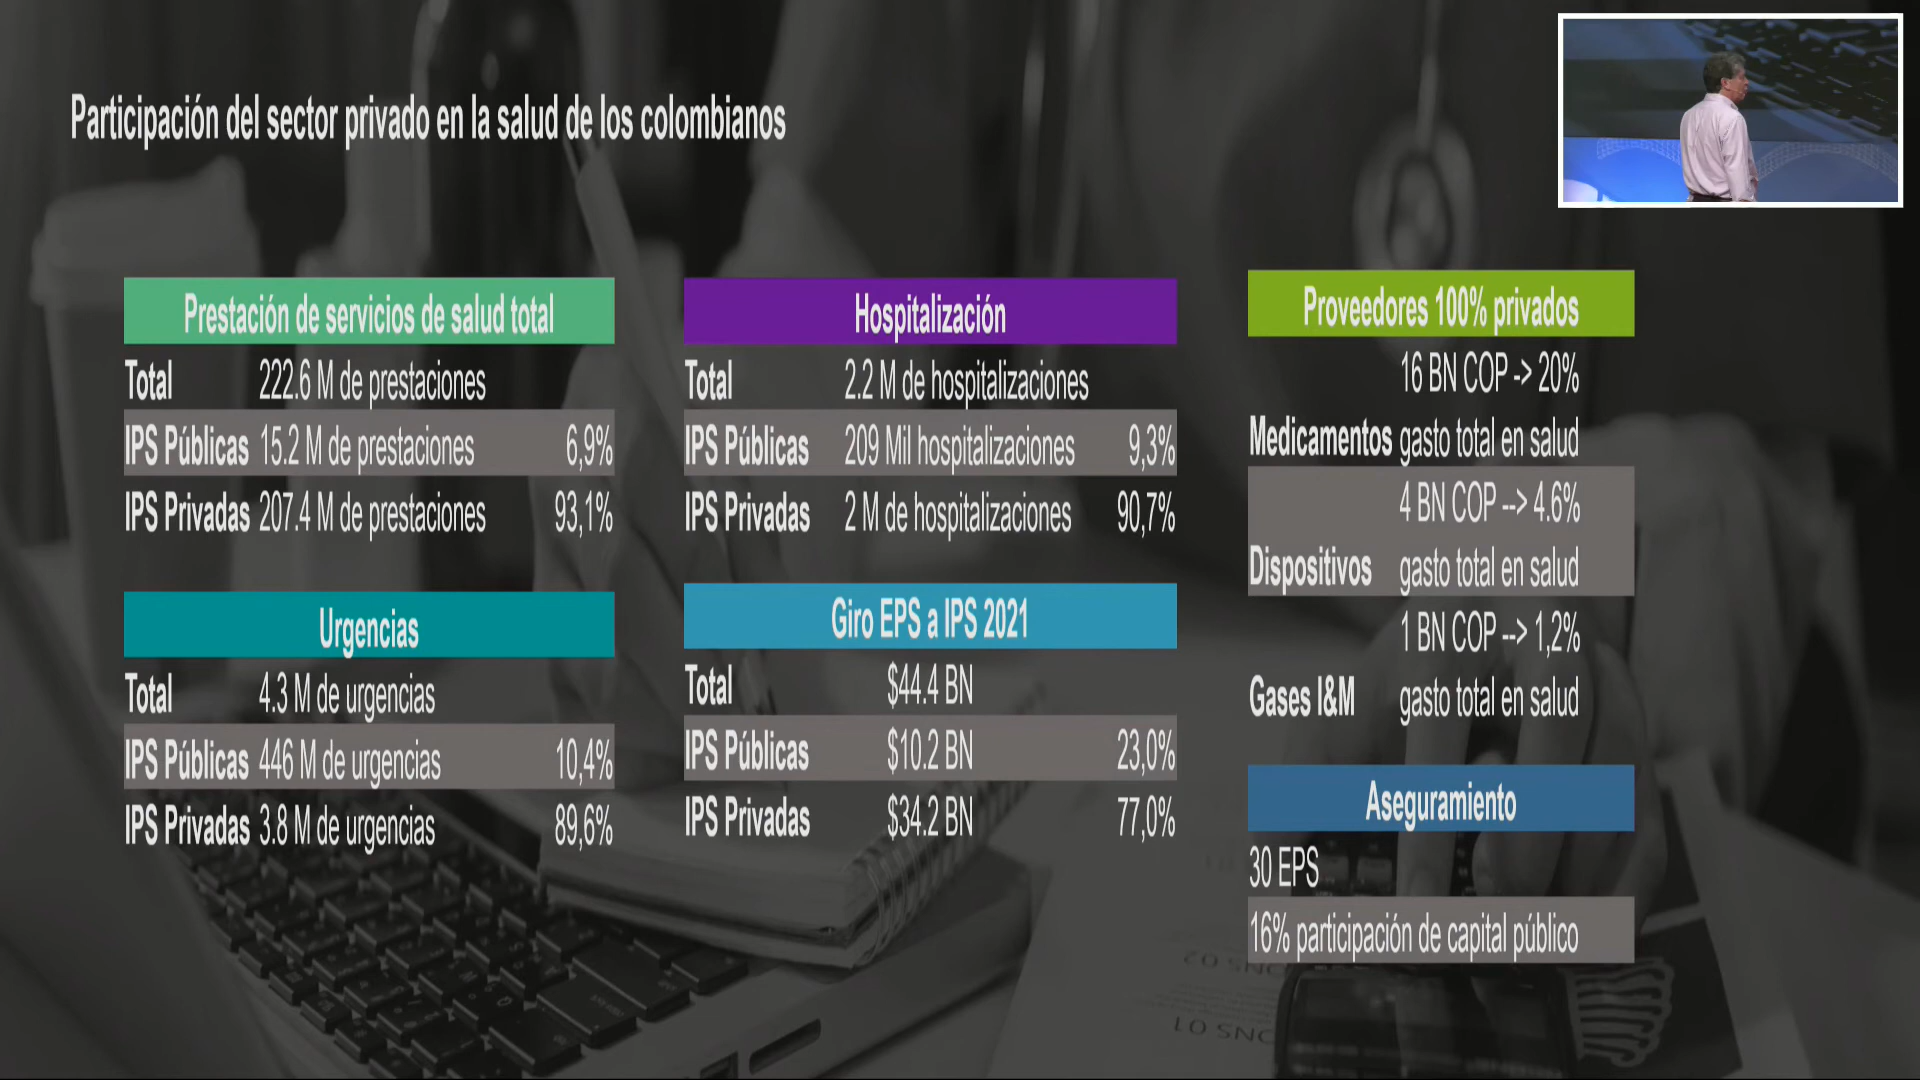 Participación del sector privado en la salud de los colombianos
Prestación de servicios de salud total
Total 222.6 M de prestaciones
IPS Públicas 15.2 M de prestaciones 6,9%
IPS Privadas 207.4 M de prestaciones 93,1%
Urgencias
Total 4.3 M de urgencias
IPS Públicas 446 M de urgencias 10,4%
IPS Privadas 3.8 M de urgencias 89,6%
Hospitalización
Total 2.2 M de hospitalizaciones
IPS Públicas 209 Mil hospitalizaciones 9,3%
IPS Privadas 2 M de hospitalizaciones 90,7%
Giro EPS a IPS 2021
Total $44.4 BN
IPS Públicas $10.2 BN 23,0%
IPS Privadas $34.2 BN 77,0%
Proveedores 100% privados
16 BN COP -> 20%
Medicamentos gasto total en salud
4 BN COP --> 4.6%
Dispositivos gasto total en salud
1 BN COP --> 1,2%
Gases I&M gasto total en salud
Aseguramiento
30 EPS
16% participación de capital público